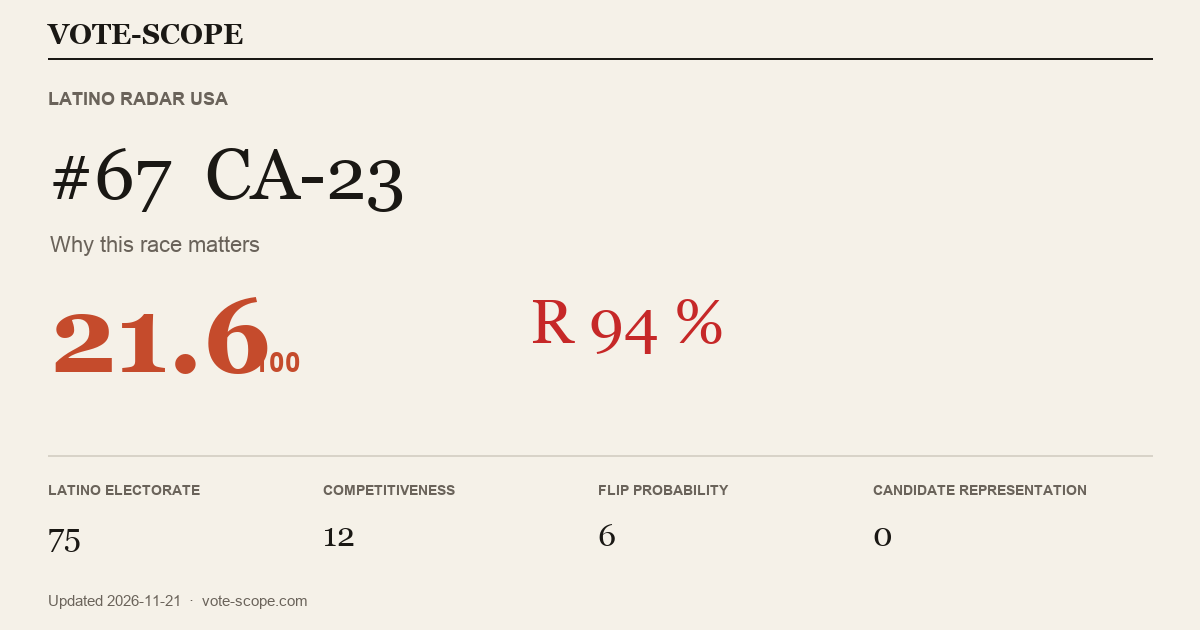 VOTE-SCOPE
LATINO RADAR USA
#67 CA-23
Why this race matters
21.6
R 94 %
LATINO ELECTORATE
COMPETITIVENESS
FLIP PROBABILITY
CANDIDATE REPRESENTATION
75
12
6
0
Updated 2026-11-21 · vote-scope.com